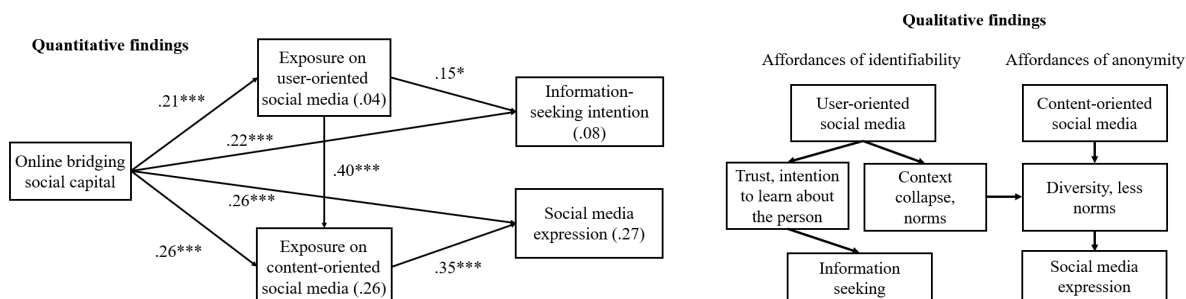 Quantitative findings
Exposure on
user-oriented
social media (.04)
.15*
.21***
Information-
seeking intention
(.08)
.22***
Online bridging
social capital
.40***
.26***
Social media
expression (.27)
.26***
Exposure on
content-oriented
social media (.26)
.35***
Qualitative findings
Affordances of identifiability
Affordances of anonymity
User-oriented
social media
Content-oriented
social media
Trust, intention
to learn about
the person
Context
collapse,
norms
Diversity, less
norms
Information
seeking
Social media
expression